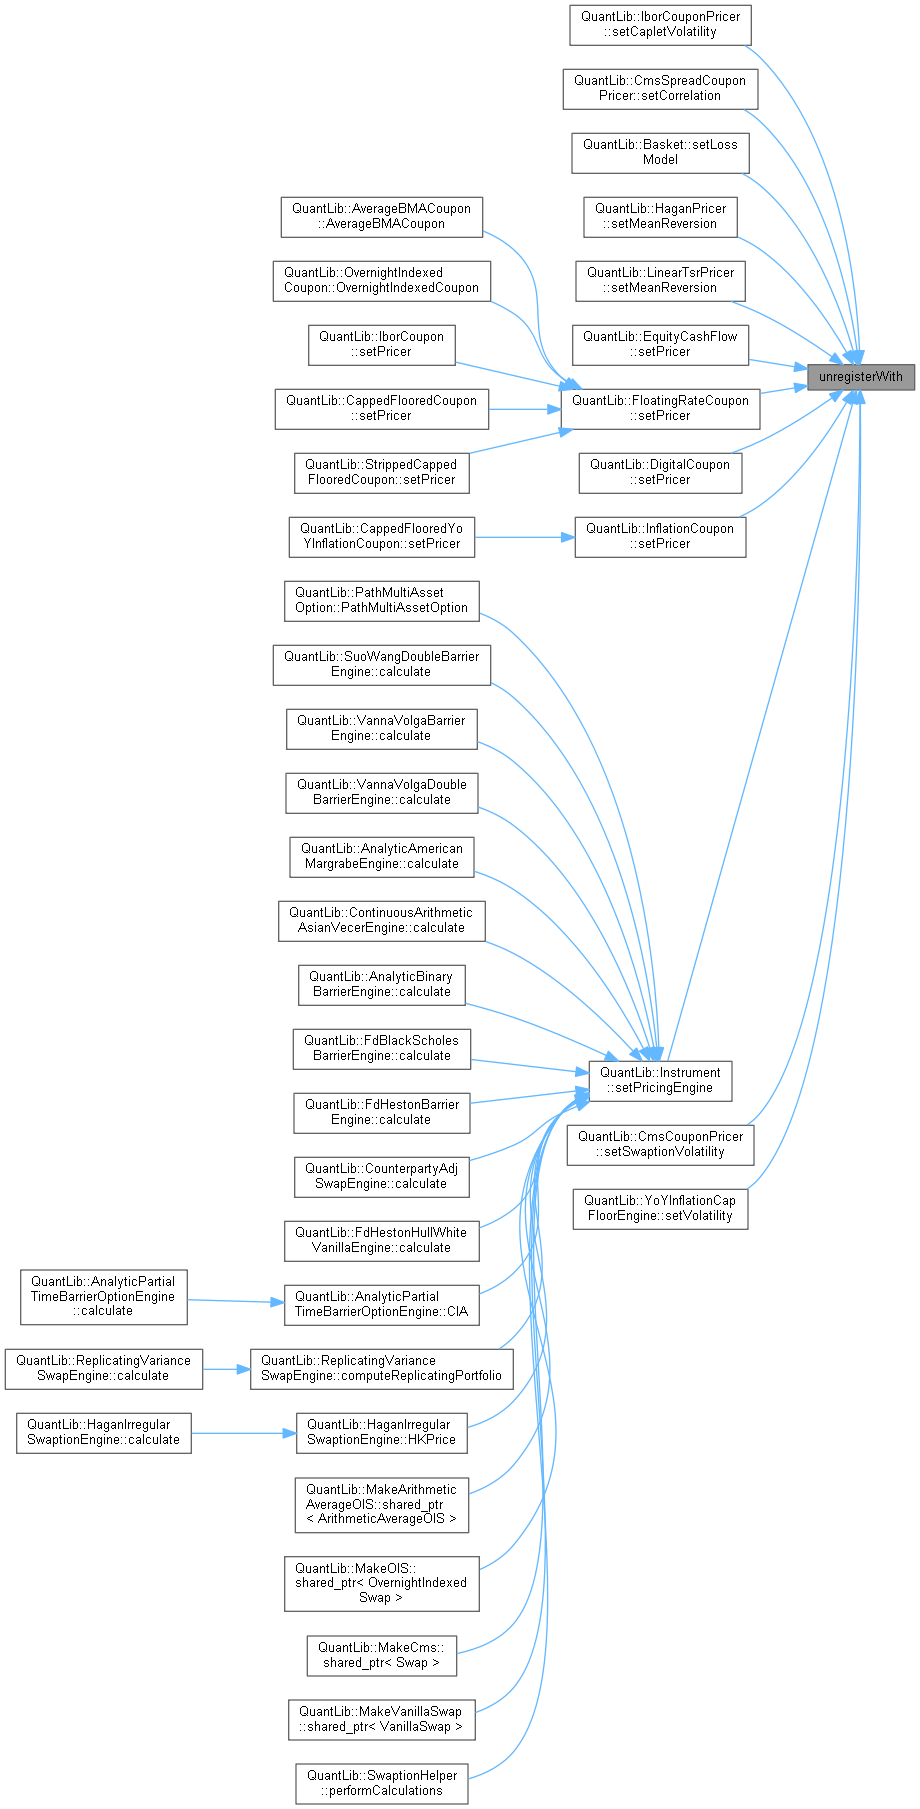 QuantLib::IborCouponPricer
::setCapletVolatility
QuantLib::CmsSpreadCoupon
Pricer::setCorrelation
QuantLib::Basket::setLoss
Model
QuantLib::AverageBMACoupon
::AverageBMACoupon
QuantLib::HaganPricer
::setMeanReversion
QuantLib::OvernightIndexed
Coupon::OvernightIndexedCoupon
QuantLib::LinearTsrPricer
::setMeanReversion
QuantLib::IborCoupon
::setPricer
QuantLib::EquityCashFlow
::setPricer
unregisterWith
QuantLib::CappedFlooredCoupon
::setPricer
QuantLib::FloatingRateCoupon
::setPricer
QuantLib::StrippedCapped
FlooredCoupon::setPricer
QuantLib::DigitalCoupon
::setPricer
QuantLib::CappedFlooredYo
YInflationCoupon::setPricer
QuantLib::InflationCoupon
::setPricer
QuantLib::PathMultiAsset
Option::PathMultiAssetOption
QuantLib::SuoWangDoubleBarrier
Engine::calculate
QuantLib::VannaVolgaBarrier
Engine::calculate
QuantLib::VannaVolgaDouble
BarrierEngine::calculate
QuantLib::AnalyticAmerican
MargrabeEngine::calculate
QuantLib::ContinuousArithmetic
AsianVecerEngine::calculate
QuantLib::AnalyticBinary
BarrierEngine::calculate
QuantLib::FdBlackScholes
BarrierEngine::calculate
QuantLib::Instrument
::setPricingEngine
QuantLib::FdHestonBarrier
Engine::calculate
QuantLib::CmsCouponPricer
::setSwaptionVolatility
QuantLib::CounterpartyAdj
SwapEngine::calculate
QuantLib::YoYInflationCap
FloorEngine::setVolatility
QuantLib::FdHestonHullWhite
VanillaEngine::calculate
QuantLib::AnalyticPartial
TimeBarrierOptionEngine
::calculate
QuantLib::AnalyticPartial
TimeBarrierOptionEngine::CIA
QuantLib::ReplicatingVariance
SwapEngine::calculate
QuantLib::ReplicatingVariance
SwapEngine::computeReplicatingPortfolio
QuantLib::HaganIrregular
SwaptionEngine::calculate
QuantLib::HaganIrregular
SwaptionEngine::HKPrice
QuantLib::MakeArithmetic
AverageOIS::shared_ptr
< ArithmeticAverageOIS >
QuantLib::MakeOIS::
shared_ptr< OvernightIndexed
Swap >
QuantLib::MakeCms::
shared_ptr< Swap >
QuantLib::MakeVanillaSwap
::shared_ptr< VanillaSwap >
QuantLib::SwaptionHelper
::performCalculations